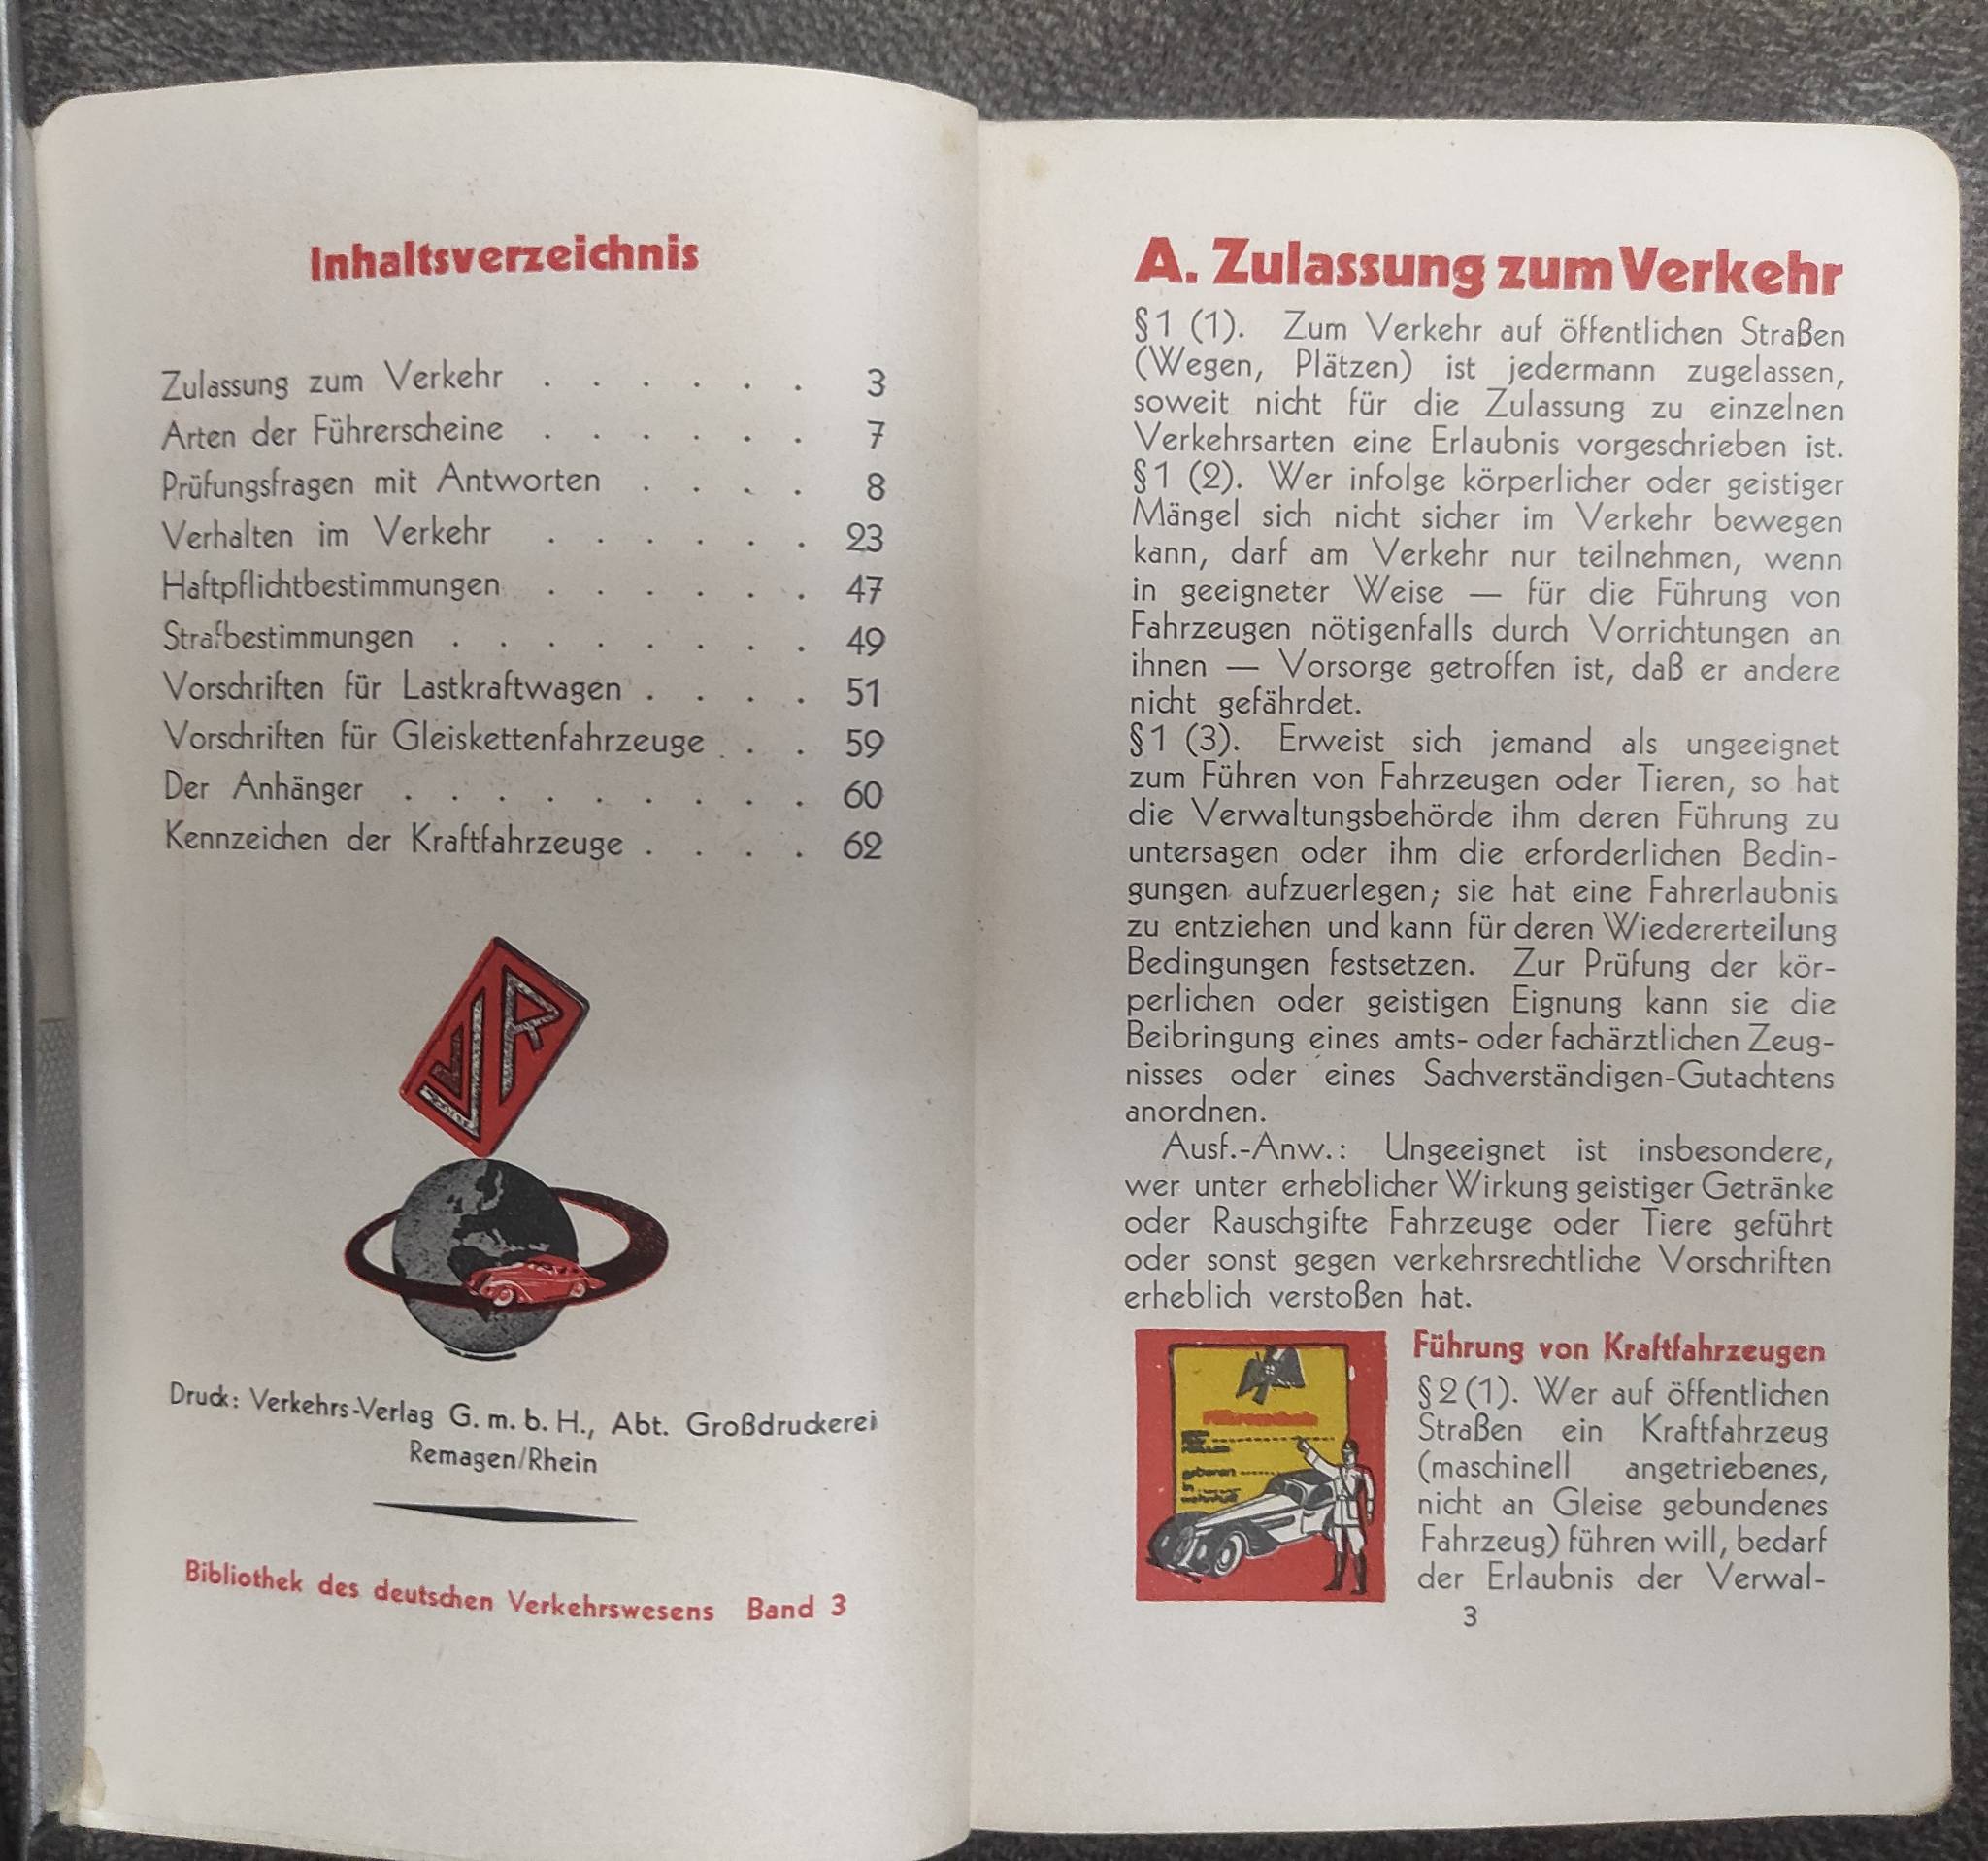 Inhaltsverzeichnis
Zulassung zum Verkehr . . . . . . 3
Arten der Führerscheine . . . . . . 7
Prüfungsfragen mit Antworten . . . . 8
Verhalten im Verkehr . . . . . . 23
Haftpflichtbestimmungen . . . . . . 47
Strafbestimmungen . . . . . . . . 49
Vorschriften für Lastkraftwagen . . . . 51
Vorschriften für Gleiskettenfahrzeuge . . . 59
Der Anhänger . . . . . . . . . 60
Kennzeichen der Kraftfahrzeuge . . . . 62
Druck: Verkehrs-Verlag G. m. b. H., Abt. Großdruckerei
Remagen/Rhein
Bibliothek des deutschen Verkehrswesens Band 3
A. Zulassung zum Verkehr
§ 1 (1). Zum Verkehr auf öffentlichen Straßen
(Wegen, Plätzen) ist jedermann zugelassen,
soweit nicht für die Zulassung zu einzelnen
Verkehrsarten eine Erlaubnis vorgeschrieben ist.
§ 1 (2). Wer infolge körperlicher oder geistiger
Mängel sich nicht sicher im Verkehr bewegen
kann, darf am Verkehr nur teilnehmen, wenn
in geeigneter Weise — für die Führung von
Fahrzeugen nötigenfalls durch Vorrichtungen an
ihnen — Vorsorge getroffen ist, daß er andere
nicht gefährdet.
§ 1 (3). Erweist sich jemand als ungeeignet
zum Führen von Fahrzeugen oder Tieren, so hat
die Verwaltungsbehörde ihm deren Führung zu
untersagen oder ihm die erforderlichen Bedin-
gungen aufzuerlegen; sie hat eine Fahrerlaubnis
zu entziehen und kann für deren Wiedererteilung
Bedingungen festsetzen. Zur Prüfung der kör-
perlichen oder geistigen Eignung kann sie die
Beibringung eines amts- oder fachärztlichen Zeug-
nisses oder eines Sachverständigen-Gutachtens
anordnen.
Ausf.-Anw.: Ungeeignet ist insbesondere,
wer unter erheblicher Wirkung geistiger Getränke
oder Rauschgifte Fahrzeuge oder Tiere geführt
oder sonst gegen verkehrsrechtliche Vorschriften
erheblich verstoßen hat.
Führerschein
geboren
in
wohnhaft
Führung von Kraftfahrzeugen
§ 2 (1). Wer auf öffentlichen
Straßen ein Kraftfahrzeug
(maschinell angetriebenes,
nicht an Gleise gebundenes
Fahrzeug) führen will, bedarf
der Erlaubnis der Verwal-
3